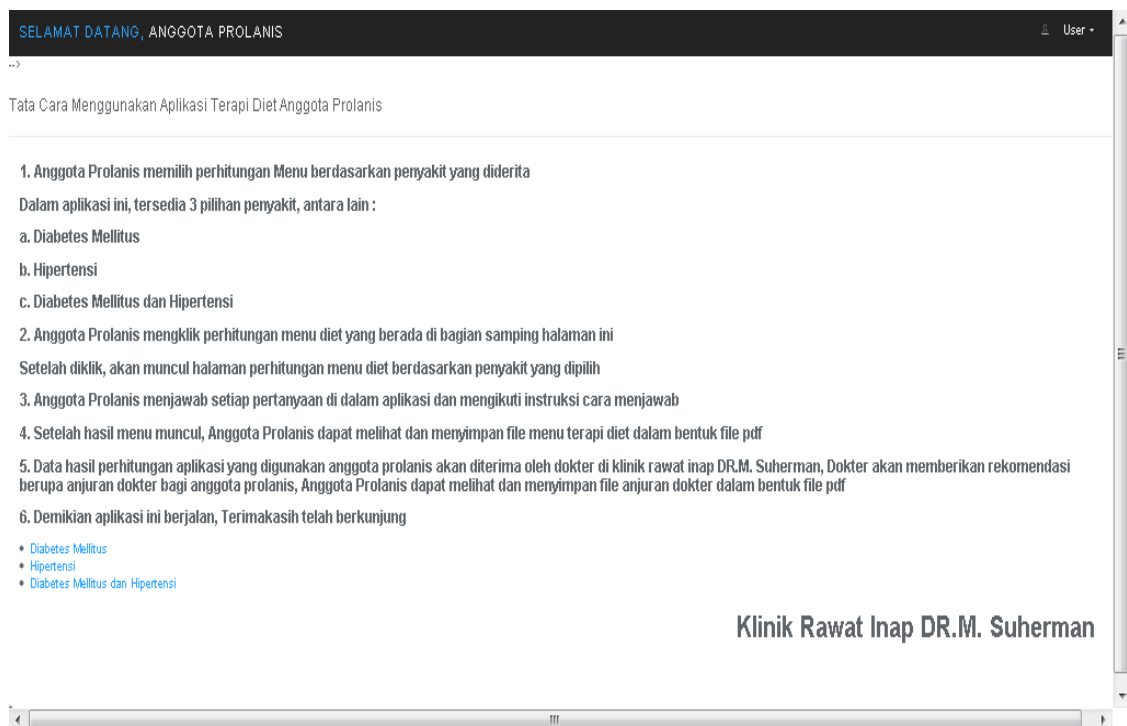 SELAMAT DATANG, ANGGOTA PROLANIS
User
-->
Tata Cara Menggunakan Aplikasi Terapi Diet Anggota Prolanis
1. Anggota Prolanis memilih perhitungan Menu berdasarkan penyakit yang diderita
Dalam aplikasi ini, tersedia 3 pilihan penyakit, antara lain :
a. Diabetes Mellitus
b. Hipertensi
c. Diabetes Mellitus dan Hipertensi
2. Anggota Prolanis mengklik perhitungan menu diet yang berada di bagian samping halaman ini
Setelah diklik, akan muncul halaman perhitungan menu diet berdasarkan penyakit yang dipilih
3. Anggota Prolanis menjawab setiap pertanyaan di dalam aplikasi dan mengikuti instruksi cara menjawab
4. Setelah hasil menu muncul, Anggota Prolanis dapat melihat dan menyimpan file menu terapi diet dalam bentuk file pdf
5. Data hasil perhitungan aplikasi yang digunakan anggota prolanis akan diterima oleh dokter di klinik rawat inap DR.M. Suherman, Dokter akan memberikan rekomendasi
berupa anjuran dokter bagi anggota prolanis, Anggota Prolanis dapat melihat dan menyimpan file anjuran dokter dalam bentuk file pdf
6. Demikian aplikasi ini berjalan, Terimakasih telah berkunjung
• Diabetes Mellitus
• Hipertensi
• Diabetes Mellitus dan Hipertensi
Klinik Rawat Inap DR.M. Suherman